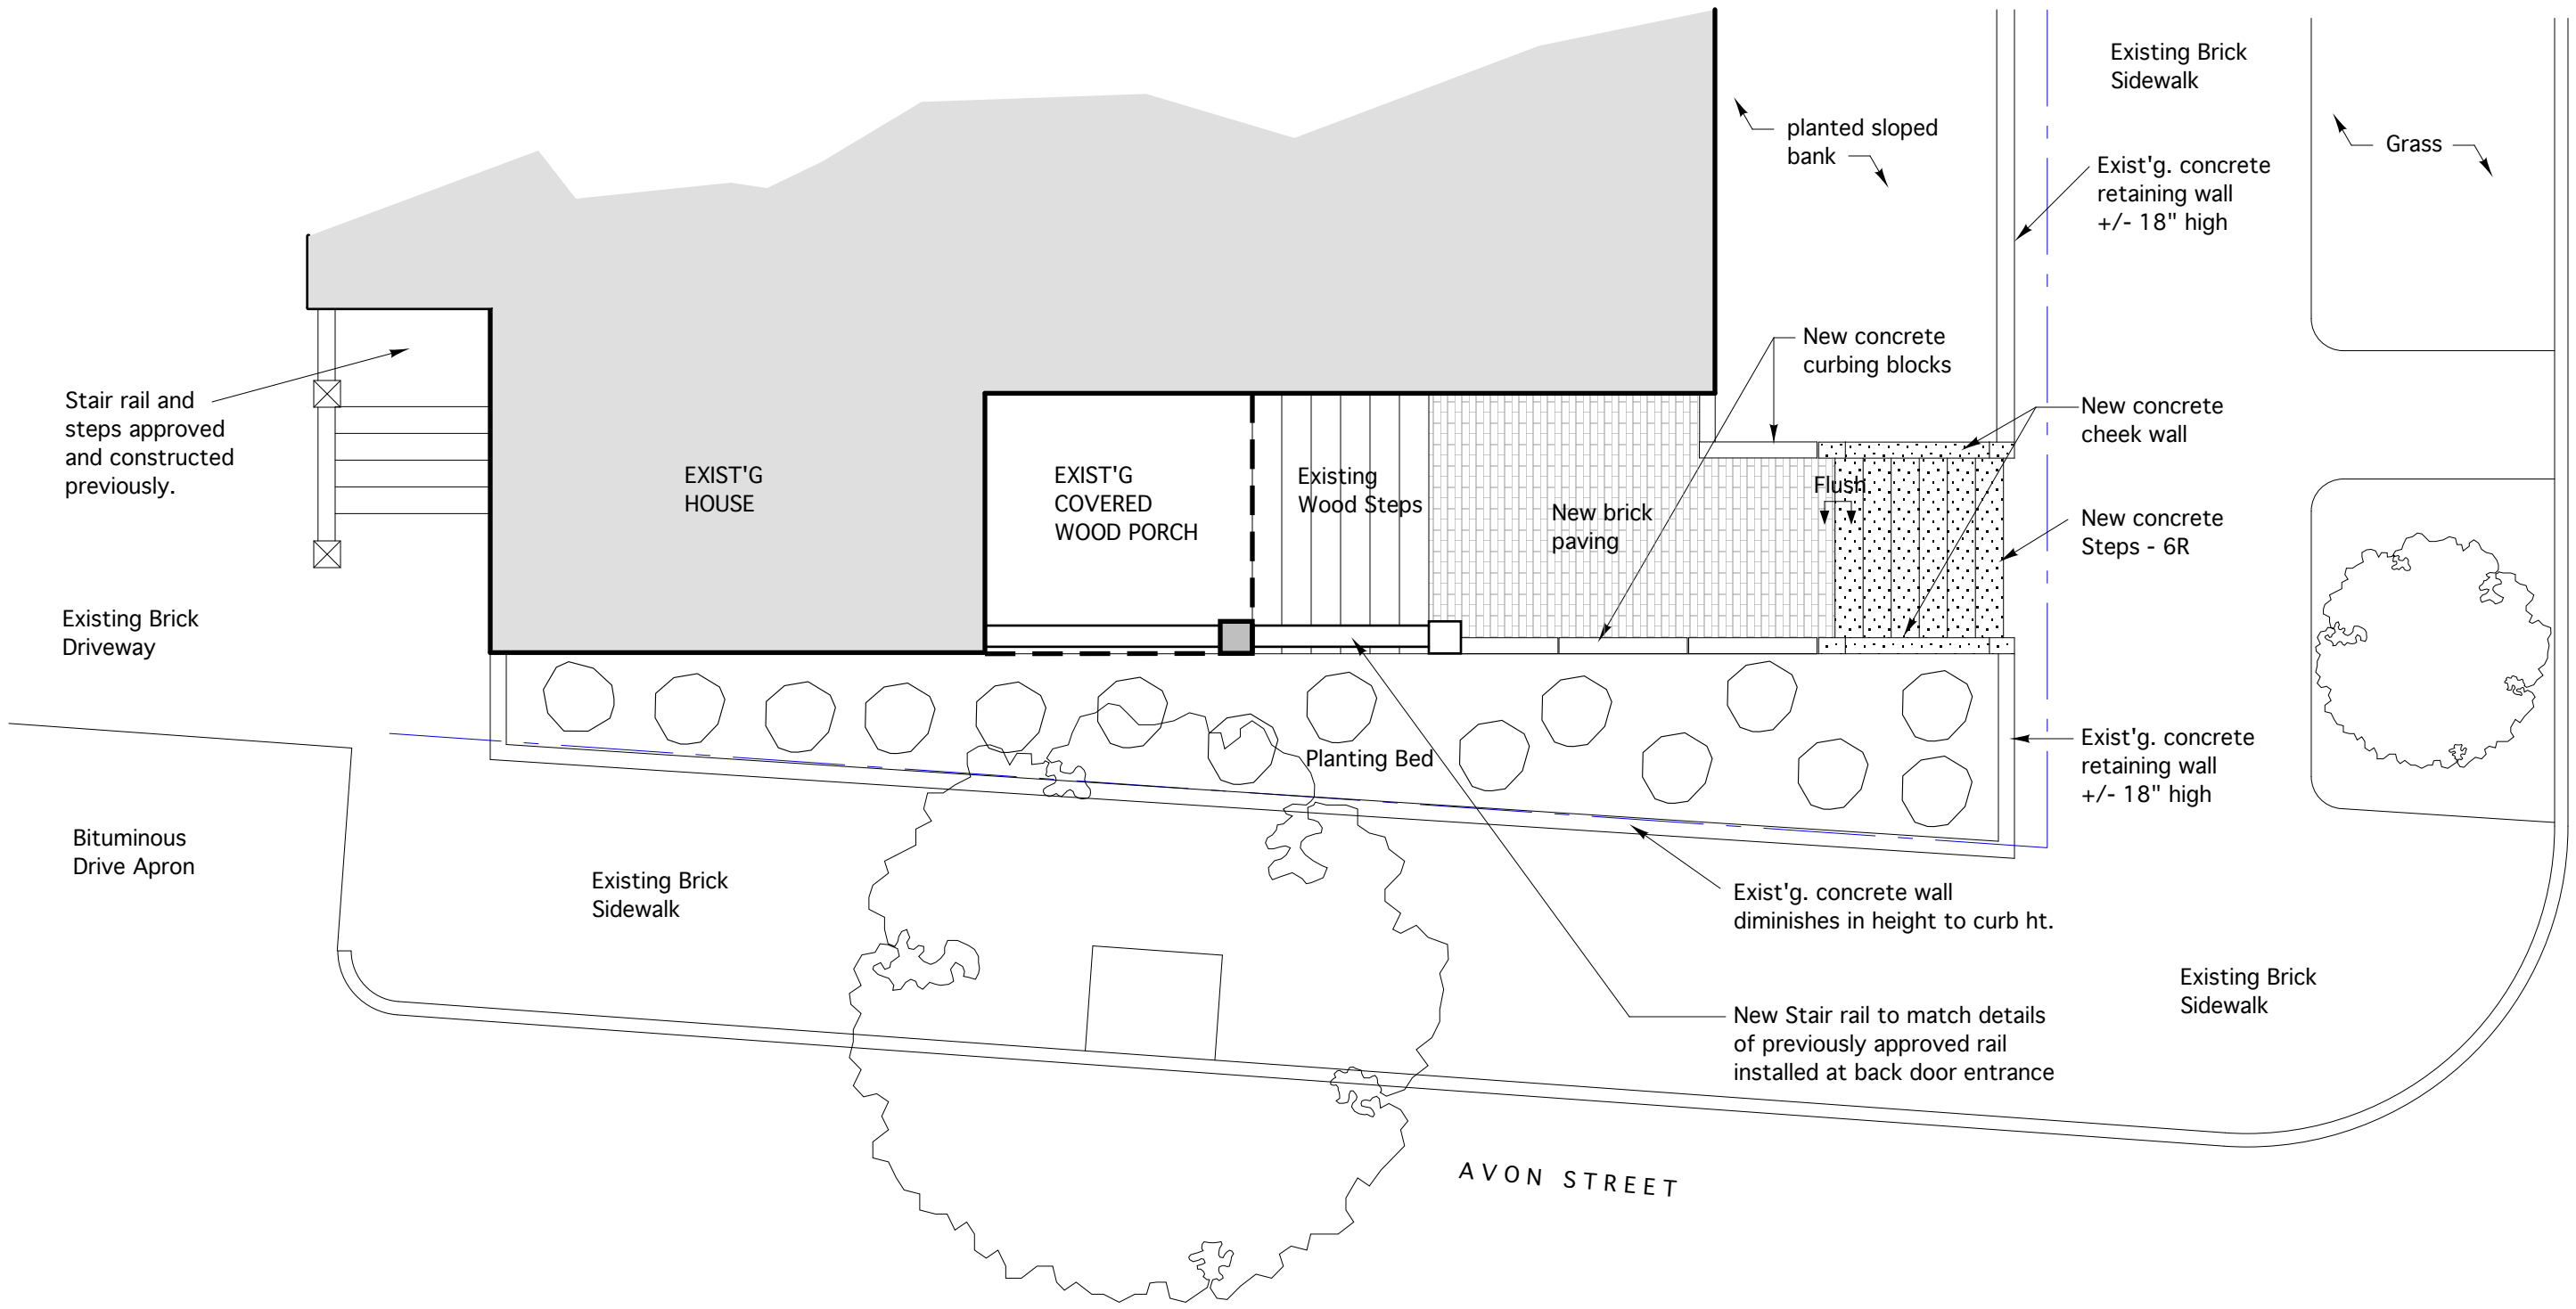 Existing Brick
Sidewalk
planted sloped
bank
Grass
Exist'g. concrete
retaining wall
+/- 18" high
New concrete
curbing blocks
Stair rail and
steps approved
and constructed
previously.
New concrete
cheek wall
EXIST'G
HOUSE
EXIST'G
COVERED
WOOD PORCH
Existing
Wood Steps
New brick
paving
Flush
New concrete
Steps - 6R
Existing Brick
Driveway
Planting Bed
Exist'g. concrete
retaining wall
+/- 18" high
Bituminous
Drive Apron
Existing Brick
Sidewalk
Exist'g. concrete wall
diminishes in height to curb ht.
Existing Brick
Sidewalk
New Stair rail to match details
of previously approved rail
installed at back door entrance
AVON STREET